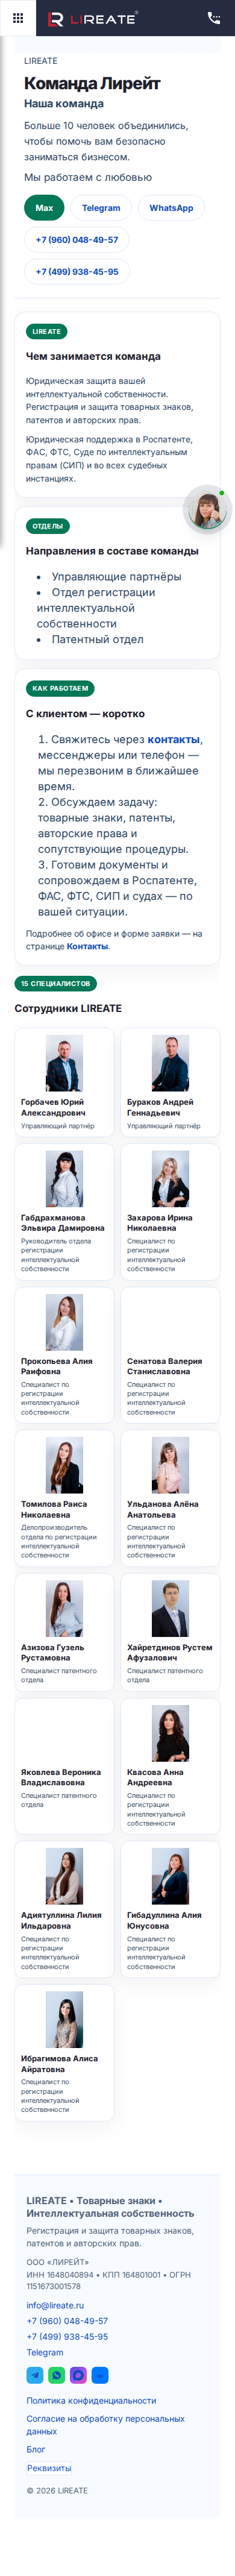 LIREATE®
LIREATE
Команда Лирейт
Наша команда
Больше 10 человек объединились,
чтобы помочь вам безопасно
заниматься бизнесом.
Мы работаем с любовью
Max
Telegram
WhatsApp
+7 (960) 048-49-57
+7 (499) 938-45-95
LIREATE
Чем занимается команда
Юридическая защита вашей
интеллектуальной собственности.
Регистрация и защита товарных знаков,
патентов и авторских прав.
Юридическая поддержка в Роспатенте,
ФАС, ФТС, Суде по интеллектуальным
правам (СИП) и во всех судебных
инстанциях.
ОТДЕЛЫ
Направления в составе команды
• Управляющие партнёры
• Отдел регистрации
интеллектуальной
собственности
• Патентный отдел
КАК РАБОТАЕМ
С клиентом — коротко
1. Свяжитесь через контакты,
мессенджеры или телефон —
мы перезвоним в ближайшее
время.
2. Обсуждаем задачу:
товарные знаки, патенты,
авторские права и
сопутствующие процедуры.
3. Готовим документы и
сопровождаем в Роспатенте,
ФАС, ФТС, СИП и судах — по
вашей ситуации.
Подробнее об офисе и форме заявки — на
странице Контакты.
15 СПЕЦИАЛИСТОВ
Сотрудники LIREATE
Горбачев Юрий
Александрович
Управляющий партнёр
Бураков Андрей
Геннадьевич
Управляющий партнёр
Габдрахманова
Эльвира Дамировна
Руководитель отдела
регистрации
интеллектуальной
собственности
Захарова Ирина
Николаевна
Специалист по
регистрации
интеллектуальной
собственности
Прокопьева Алия
Раифовна
Специалист по
регистрации
интеллектуальной
собственности
Сенатова Валерия
Станиславовна
Специалист по
регистрации
интеллектуальной
собственности
Томилова Раиса
Николаевна
Делопроизводитель
отдела по регистрации
интеллектуальной
собственности
Ульданова Алёна
Анатольева
Специалист по
регистрации
интеллектуальной
собственности
Азизова Гузель
Рустамовна
Специалист патентного
отдела
Хайретдинов Рустем
Афузалович
Специалист патентного
отдела
Яковлева Вероника
Владиславовна
Специалист патентного
отдела
Квасова Анна
Андреевна
Специалист по
регистрации
интеллектуальной
собственности
Адиятуллина Лилия
Ильдаровна
Специалист по
регистрации
интеллектуальной
собственности
Гибадуллина Алия
Юнусовна
Специалист по
регистрации
интеллектуальной
собственности
Ибрагимова Алиса
Айратовна
Специалист по
регистрации
интеллектуальной
собственности
LIREATE • Товарные знаки •
Интеллектуальная собственность
Регистрация и защита товарных знаков,
патентов и авторских прав.
ООО «ЛИРЕЙТ»
ИНН 1648040894 • КПП 164801001 • ОГРН
1151673001578
info@lireate.ru
+7 (960) 048-49-57
+7 (499) 938-45-95
Telegram
Политика конфиденциальности
Согласие на обработку персональных
данных
Блог
Реквизиты
© 2026 LIREATE